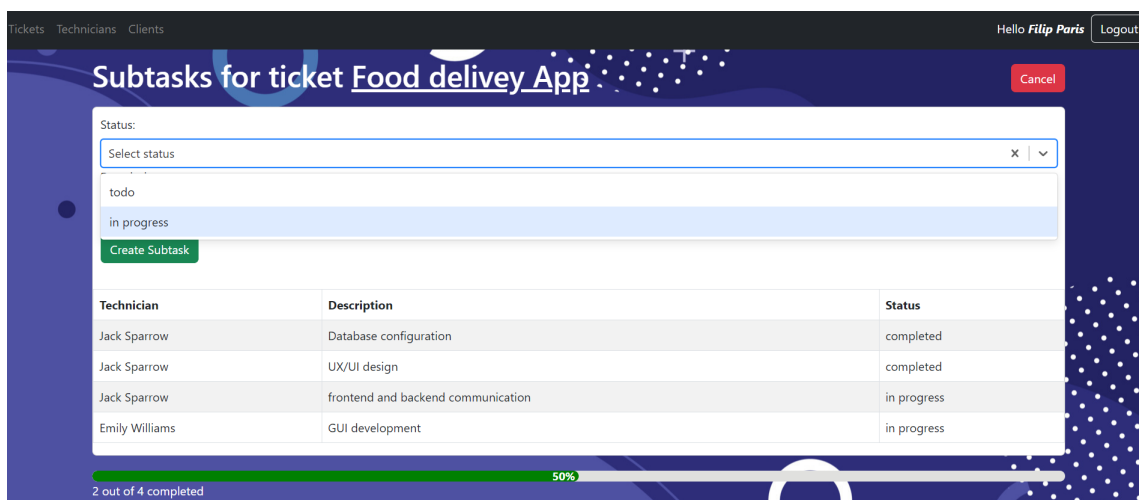 Tickets Technicians Clients Hello Filip Paris Logout
Subtasks for ticket Food delivey App
Cancel
Status:
Select status
todo
in progress
Create Subtask
Technician Description Status
Jack Sparrow Database configuration completed
Jack Sparrow UX/UI design completed
Jack Sparrow frontend and backend communication in progress
Emily Williams GUI development in progress
50%
2 out of 4 completed